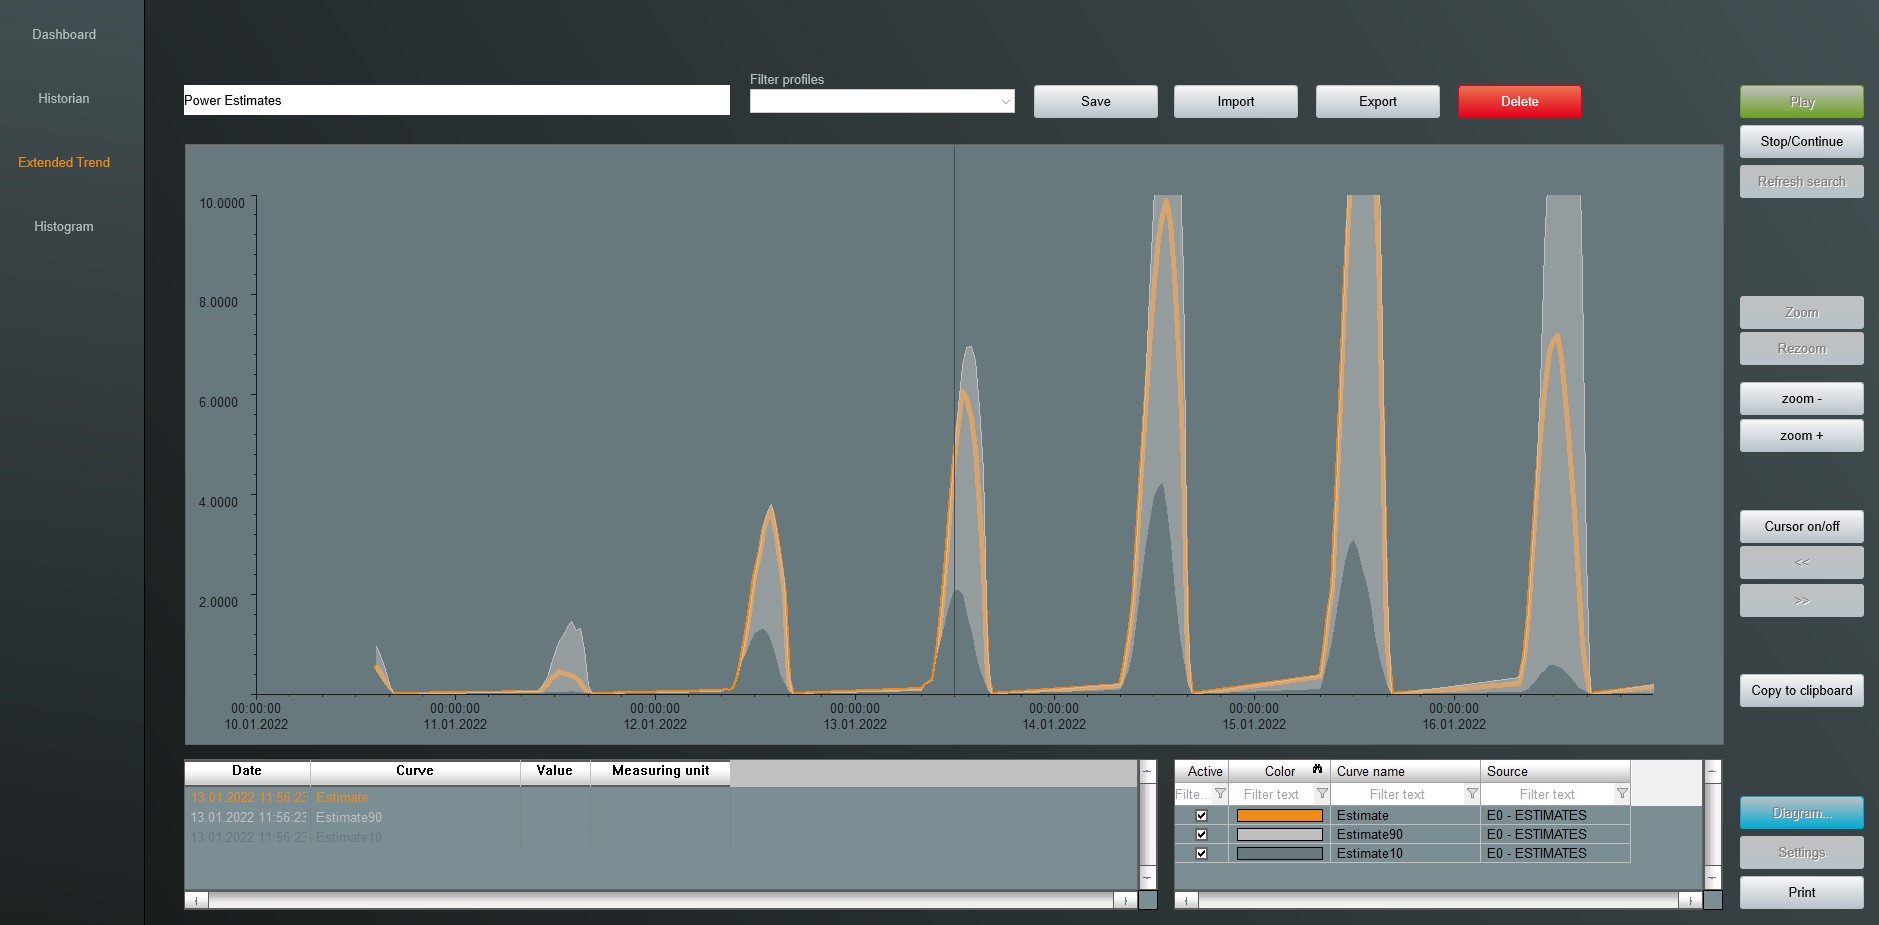 Dashboard
Historian
Extended Trend
Histogram
Filter profiles
Power Estimates
Save
Import
Export
Delete
Play
Stop/Continue
Refresh search
Zoom
Rezoom
zoom -
zoom +
Cursor on/off
<<
>>
Copy to clipboard
Diagram...
Settings
Print
10.0000
8.0000
6.0000
4.0000
2.0000
00:00:00 00:00:00 00:00:00 00:00:00 00:00:00 00:00:00 00:00:00
10.01.2022 11.01.2022 12.01.2022 13.01.2022 14.01.2022 15.01.2022 16.01.2022
Date Curve Value Measuring unit
13.01.2022 11:56:23 Estimate
13.01.2022 11:56:23 Estimate90
13.01.2022 11:56:23 Estimate10
Active Color Curve name Source
Filte... Filter text Filter text Filter text
Estimate E0 - ESTIMATES
Estimate90 E0 - ESTIMATES
Estimate10 E0 - ESTIMATES